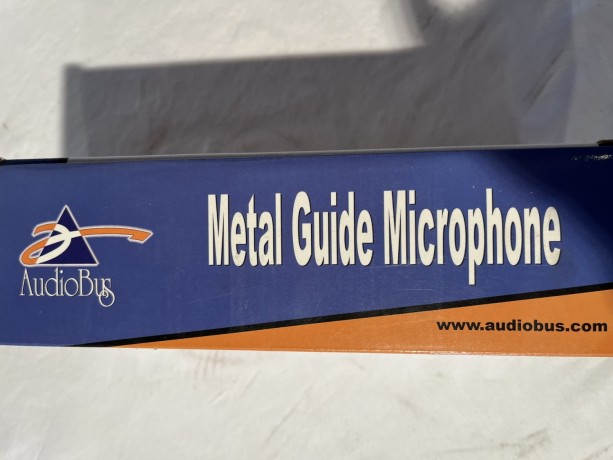 Metal Guide Microphone
AudioBus
www.audiobus.com